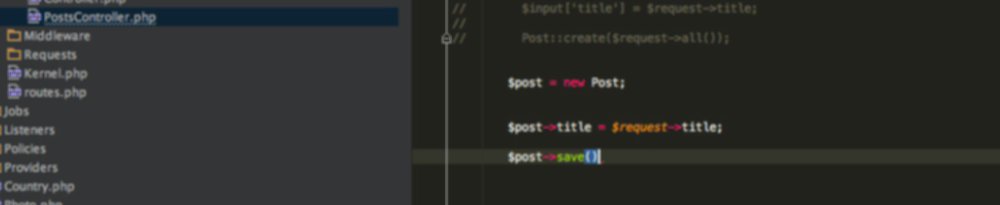 Controller.php
PostsController.php
Middleware
Requests
Kernel.php
routes.php
Jobs
Listeners
Policies
Providers
Country.php
Photo.php
// $input['title'] = $request->title;
//
// Post::create($request->all());
$post = new Post;
$post->title = $request->title;
$post->save()